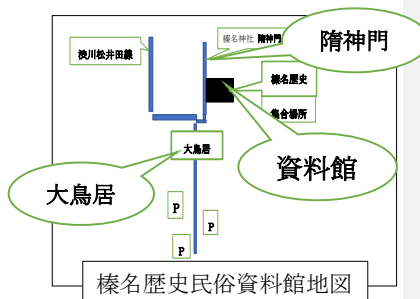 渋川松井田線
榛名神社 隋神門
隋神門
榛名歴史
集合場所
大鳥居
資料館
大鳥居
P
P
P
榛名歴史民俗資料館地図